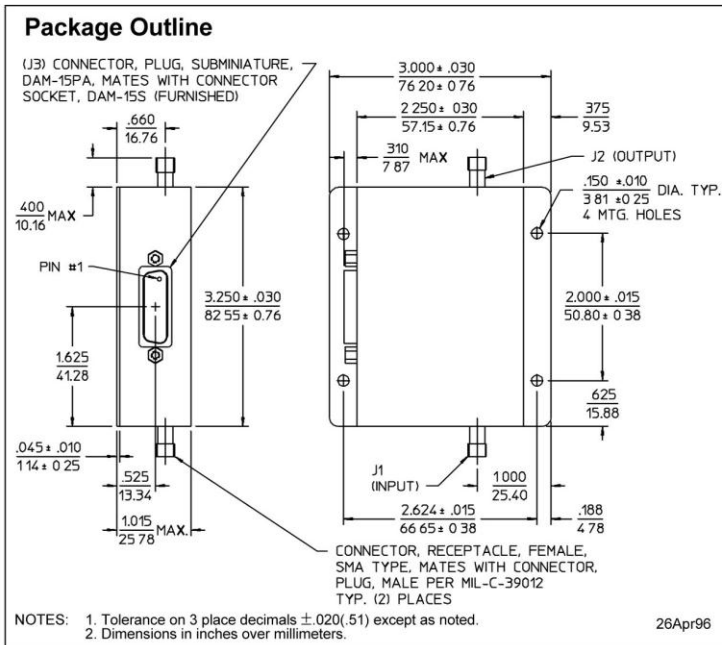 Package Outline
(J3) CONNECTOR, PLUG, SUBMINIATURE,
DAM-15PA, MATES WITH CONNECTOR
SOCKET, DAM-15S (FURNISHED)
.660
16.76
400
10.16 MAX
PIN #1
3.250 ± .030
82 55 ± 0.76
1.625
41.28
.045 ± .010
1 14 ± 0 25
.525
13.34
1.015
25 78 MAX.
3.000 ± .030
76 20 ± 0 76
2 250 ± 030
57.15 ± 0.76
375
9.53
310
7 87 MAX
J2 (OUTPUT)
.150 ±.010
3 81 ±0 25 DIA. TYP.
4 MTG. HOLES
2.000 ± .015
50.80 ± 0 38
625
15.88
J1
(INPUT)
1 000
25.40
2.624 ± .015
66 65 ± 0 38
.188
4 78
CONNECTOR, RECEPTACLE, FEMALE,
SMA TYPE, MATES WITH CONNECTOR,
PLUG, MALE PER MIL-C-39012
TYP. (2) PLACES
NOTES: 1. Tolerance on 3 place decimals ±.020(.51) except as noted.
2. Dimensions in inches over millimeters.
26Apr96